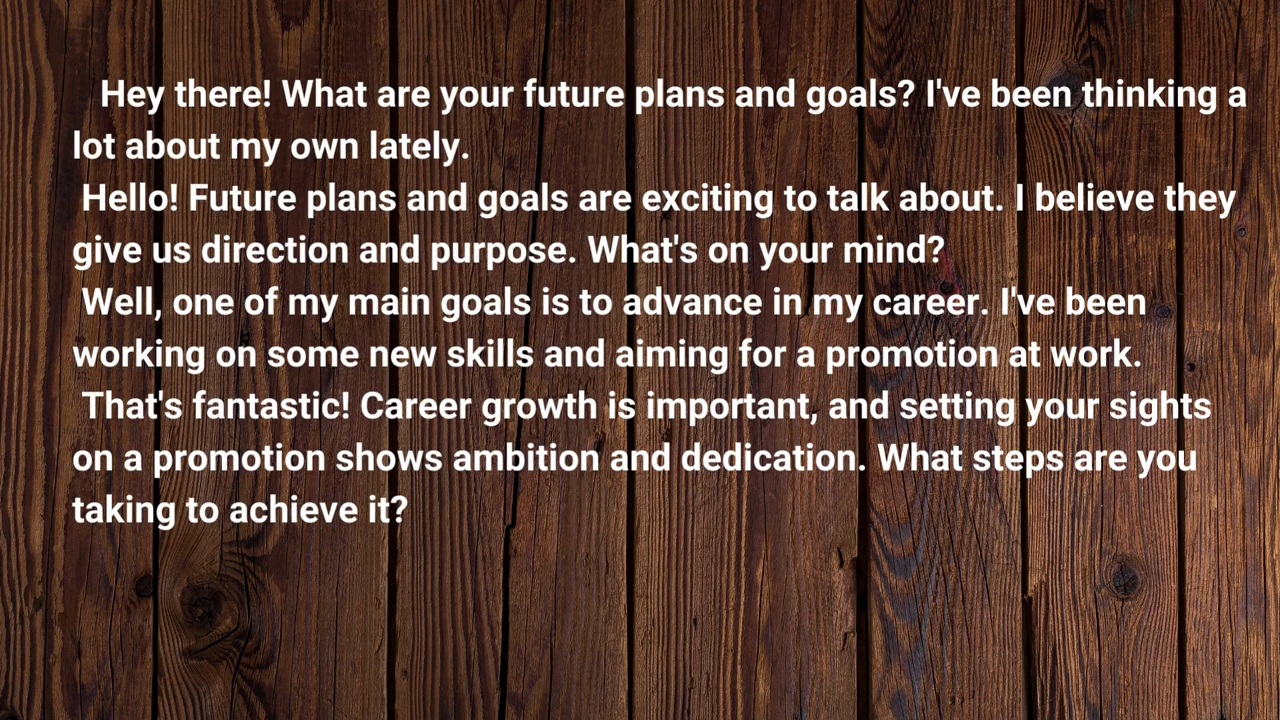 Hey there! What are your future plans and goals? I've been thinking a
lot about my own lately.
Hello! Future plans and goals are exciting to talk about. I believe they
give us direction and purpose. What's on your mind?
Well, one of my main goals is to advance in my career. I've been
working on some new skills and aiming for a promotion at work.
That's fantastic! Career growth is important, and setting your sights
on a promotion shows ambition and dedication. What steps are you
taking to achieve it?